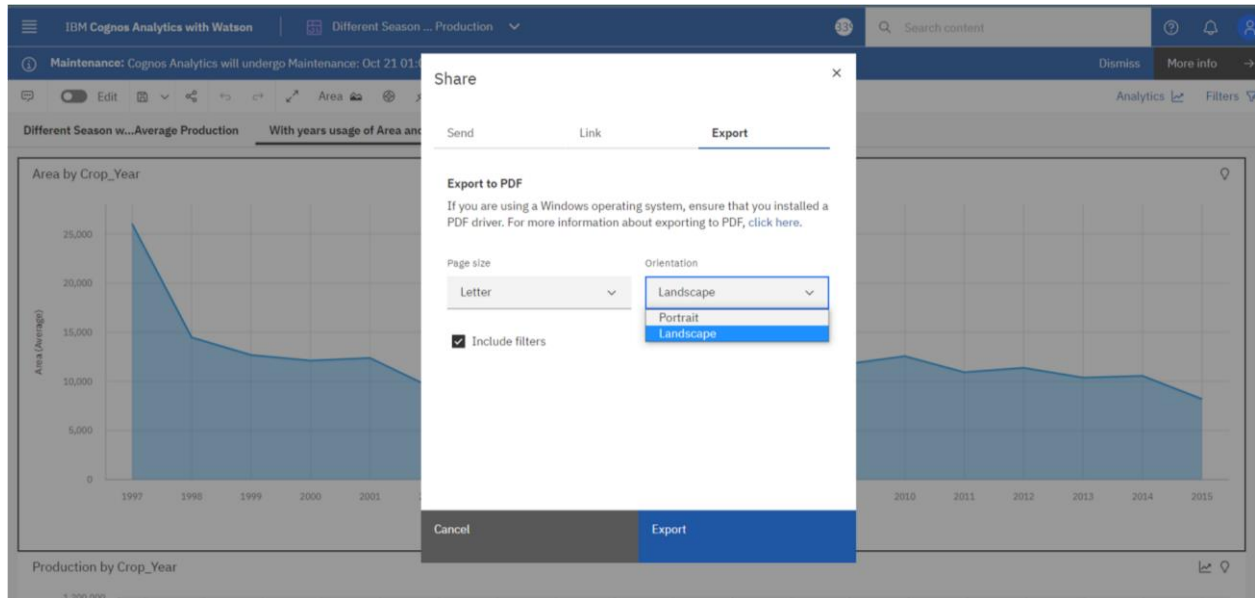 IBM Cognos Analytics with Watson
Different Season ... Production
Search content
Maintenance: Cognos Analytics will undergo Maintenance: Oct 21 01:
Dismiss
More info
Edit
Area
Analytics
Filters
Different Season w...Average Production
With years usage of Area and
Share
Send
Link
Export
Export to PDF
If you are using a Windows operating system, ensure that you installed a
PDF driver. For more information about exporting to PDF, click here.
Page size
Orientation
Letter
Landscape
Portrait
Landscape
Include filters
Cancel
Export
Area by Crop_Year
Area (Average)
25,000
20,000
15,000
10,000
5,000
0
1997
1998
1999
2000
2001
2010
2011
2012
2013
2014
2015
Production by Crop_Year